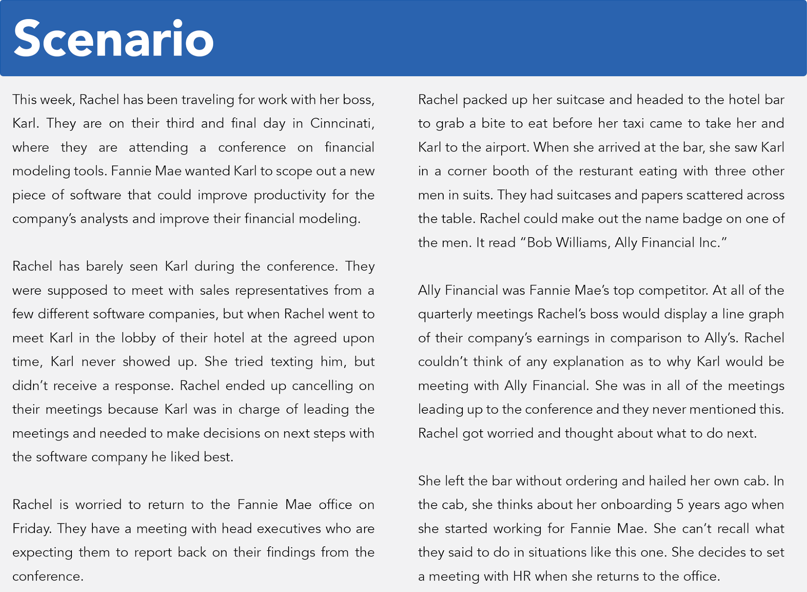 Scenario
This week, Rachel has been traveling for work with her boss,
Karl. They are on their third and final day in Cinncinati,
where they are attending a conference on financial
modeling tools. Fannie Mae wanted Karl to scope out a new
piece of software that could improve productivity for the
company's analysts and improve their financial modeling.
Rachel has barely seen Karl during the conference. They
were supposed to meet with sales representatives from a
few different software companies, but when Rachel went to
meet Karl in the lobby of their hotel at the agreed upon
time, Karl never showed up. She tried texting him, but
didn't receive a response. Rachel ended up cancelling on
their meetings because Karl was in charge of leading the
meetings and needed to make decisions on next steps with
the software company he liked best.
Rachel is worried to return to the Fannie Mae office on
Friday. They have a meeting with head executives who are
expecting them to report back on their findings from the
conference.
Rachel packed up her suitcase and headed to the hotel bar
to grab a bite to eat before her taxi came to take her and
Karl to the airport. When she arrived at the bar, she saw Karl
in a corner booth of the resturant eating with three other
men in suits. They had suitcases and papers scattered across
the table. Rachel could make out the name badge on one of
the men. It read "Bob Williams, Ally Financial Inc."
Ally Financial was Fannie Mae's top competitor. At all of the
quarterly meetings Rachel's boss would display a line graph
of their company's earnings in comparison to Ally's. Rachel
couldn't think of any explanation as to why Karl would be
meeting with Ally Financial. She was in all of the meetings
leading up to the conference and they never mentioned this.
Rachel got worried and thought about what to do next.
She left the bar without ordering and hailed her own cab. In
the cab, she thinks about her onboarding 5 years ago when
she started working for Fannie Mae. She can't recall what
they said to do in situations like this one. She decides to set
a meeting with HR when she returns to the office.